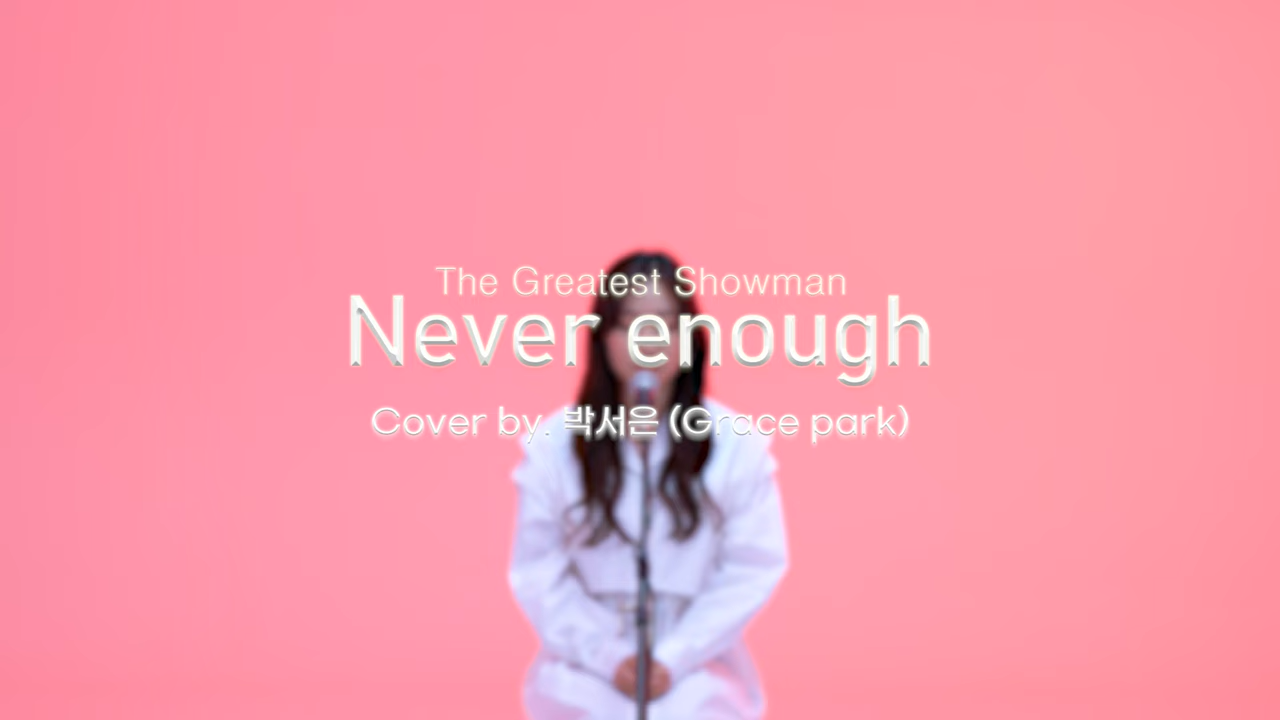 The Greatest Showman
Never enough
Cover by. 박서은 (Grace park)